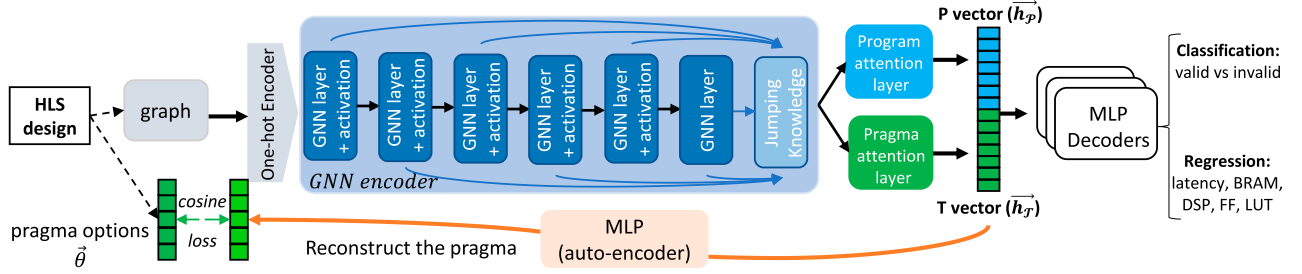 HLS
design
graph
One-hot Encoder
GNN layer
+ activation
GNN layer
+ activation
GNN layer
+ activation
GNN layer
+ activation
GNN layer
+ activation
GNN layer
Jumping
Knowledge
GNN encoder
Program
attention
layer
Pragma
attention
layer
P vector (h⃗_𝒫)
T vector (h⃗_𝒯)
MLP
Decoders
Classification:
valid vs invalid
Regression:
latency, BRAM,
DSP, FF, LUT
pragma options
θ⃗
cosine
loss
Reconstruct the pragma
MLP
(auto-encoder)